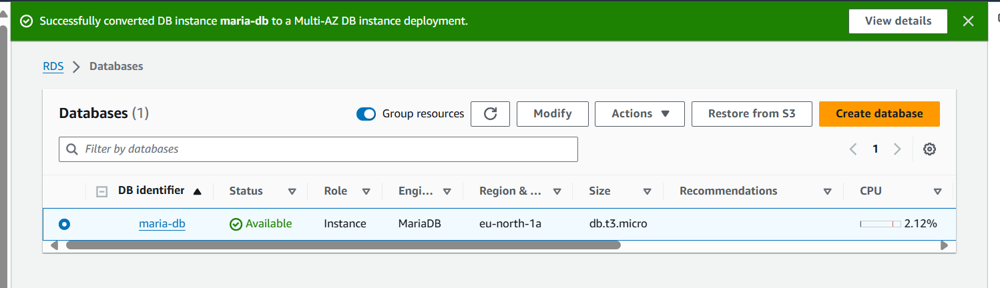 Successfully converted DB instance maria-db to a Multi-AZ DB instance deployment. View details
RDS Databases
Databases (1) Group resources Modify Actions Restore from S3 Create database
Filter by databases 1
DB identifier Status Role Engi... Region & ... Size Recommendations CPU
maria-db Available Instance MariaDB eu-north-1a db.t3.micro 2.12%